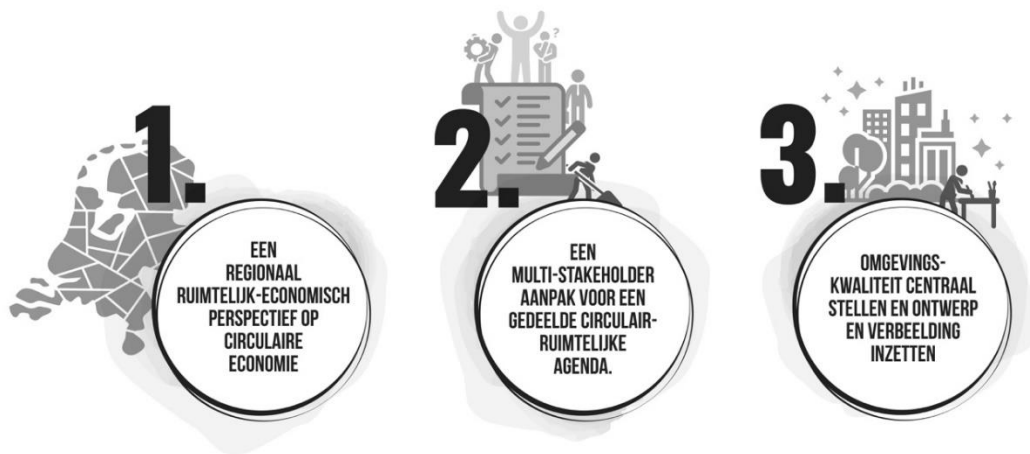 1.
EEN
REGIONAAL
RUIMTELIJK-ECONOMISCH
PERSPECTIEF OP
CIRCULAIRE
ECONOMIE
2.
?
EEN
MULTI-STAKEHOLDER
AANPAK VOOR EEN
GEDEELDE CIRCULAIR-
RUIMTELIJKE
AGENDA.
3.
OMGEVINGS-
KWALITEIT CENTRAAL
STELLEN EN ONTWERP
EN VERBEELDING
INZETTEN